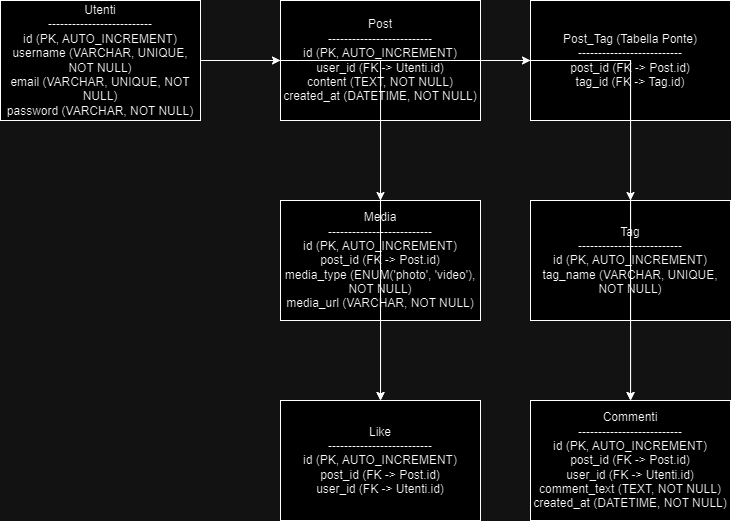 Utenti
--------------------------
id (PK, AUTO_INCREMENT)
username (VARCHAR, UNIQUE,
NOT NULL)
email (VARCHAR, UNIQUE, NOT
NULL)
password (VARCHAR, NOT NULL)
Post
--------------------------
id (PK, AUTO_INCREMENT)
user_id (FK -> Utenti.id)
content (TEXT, NOT NULL)
created_at (DATETIME, NOT NULL)
Post_Tag (Tabella Ponte)
--------------------------
post_id (FK -> Post.id)
tag_id (FK -> Tag.id)
Media
--------------------------
id (PK, AUTO_INCREMENT)
post_id (FK -> Post.id)
media_type (ENUM('photo', 'video'),
NOT NULL)
media_url (VARCHAR, NOT NULL)
Tag
--------------------------
id (PK, AUTO_INCREMENT)
tag_name (VARCHAR, UNIQUE,
NOT NULL)
Like
--------------------------
id (PK, AUTO_INCREMENT)
post_id (FK -> Post.id)
user_id (FK -> Utenti.id)
Commenti
--------------------------
id (PK, AUTO_INCREMENT)
post_id (FK -> Post.id)
user_id (FK -> Utenti.id)
comment_text (TEXT, NOT NULL)
created_at (DATETIME, NOT NULL)